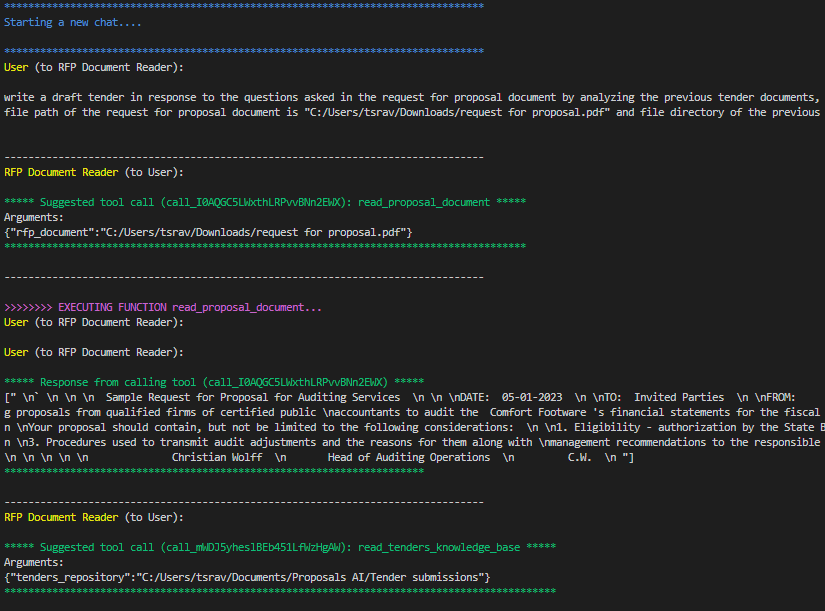 ********************************************************************************
Starting a new chat....
********************************************************************************
User (to RFP Document Reader):
write a draft tender in response to the questions asked in the request for proposal document by analyzing the previous tender documents,
file path of the request for proposal document is "C:/Users/tsrav/Downloads/request for proposal.pdf" and file directory of the previous
--------------------------------------------------------------------------------
RFP Document Reader (to User):
***** Suggested tool call (call_I0AQGC5LWxthLRPvvBNn2EWX): read_proposal_document *****
Arguments:
{"rfp_document":"C:/Users/tsrav/Downloads/request for proposal.pdf"}
***************************************************************************************
--------------------------------------------------------------------------------
>>>>>>>> EXECUTING FUNCTION read_proposal_document...
User (to RFP Document Reader):
User (to RFP Document Reader):
***** Response from calling tool (call_I0AQGC5LWxthLRPvvBNn2EWX) *****
[" \n` \n \n \n  Sample Request for Proposal for Auditing Services  \n \n \nDATE:  05-01-2023  \n \nTO:  Invited Parties  \n \nFROM:
g proposals from qualified firms of certified public \naccountants to audit the  Comfort Footware 's financial statements for the fiscal
n \nYour proposal should contain, but not be limited to the following considerations:  \n \n1. Eligibility - authorization by the State B
n \n3. Procedures used to transmit audit adjustments and the reasons for them along with \nmanagement recommendations to the responsible
\n \n \n \n \n              Christian Wolff  \n       Head of Auditing Operations  \n         C.W.  \n "]
**********************************************************************
--------------------------------------------------------------------------------
RFP Document Reader (to User):
***** Suggested tool call (call_mWDJ5yheslBEb451LfWzHgAW): read_tenders_knowledge_base *****
Arguments:
{"tenders_repository":"C:/Users/tsrav/Documents/Proposals AI/Tender submissions"}
********************************************************************************************